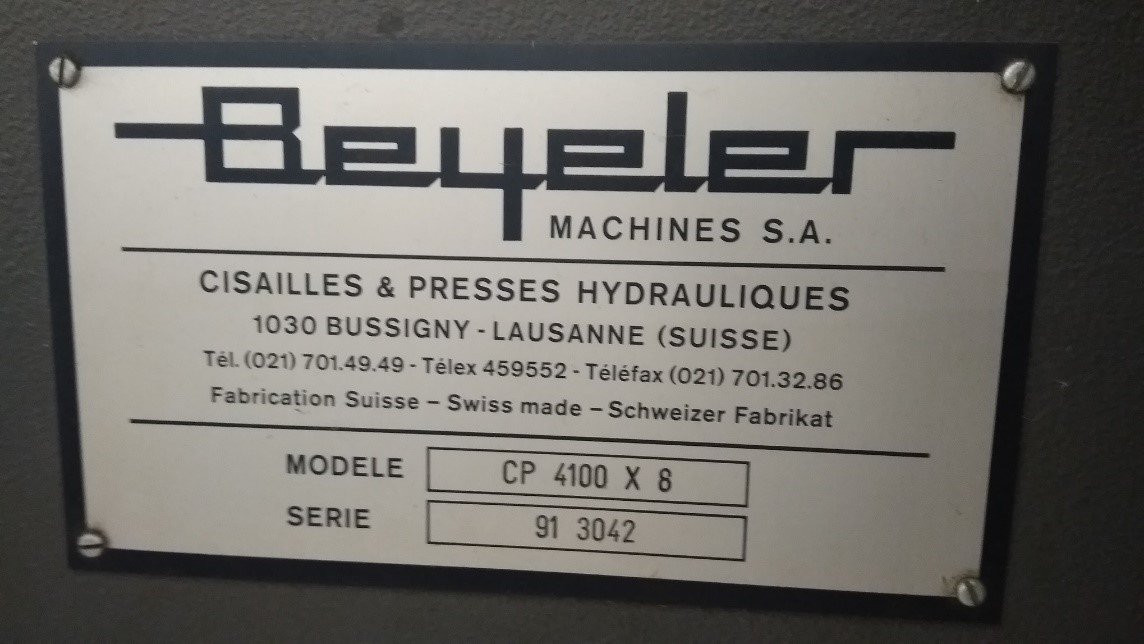 Beyeler
MACHINES S.A.
CISAILLES & PRESSES HYDRAULIQUES
1030 BUSSIGNY - LAUSANNE (SUISSE)
Tél. (021) 701.49.49 - Télex 459552 - Téléfax (021) 701.32.86
Fabrication Suisse – Swiss made – Schweizer Fabrikat
MODELE CP 4100 X 8
SERIE 91 3042